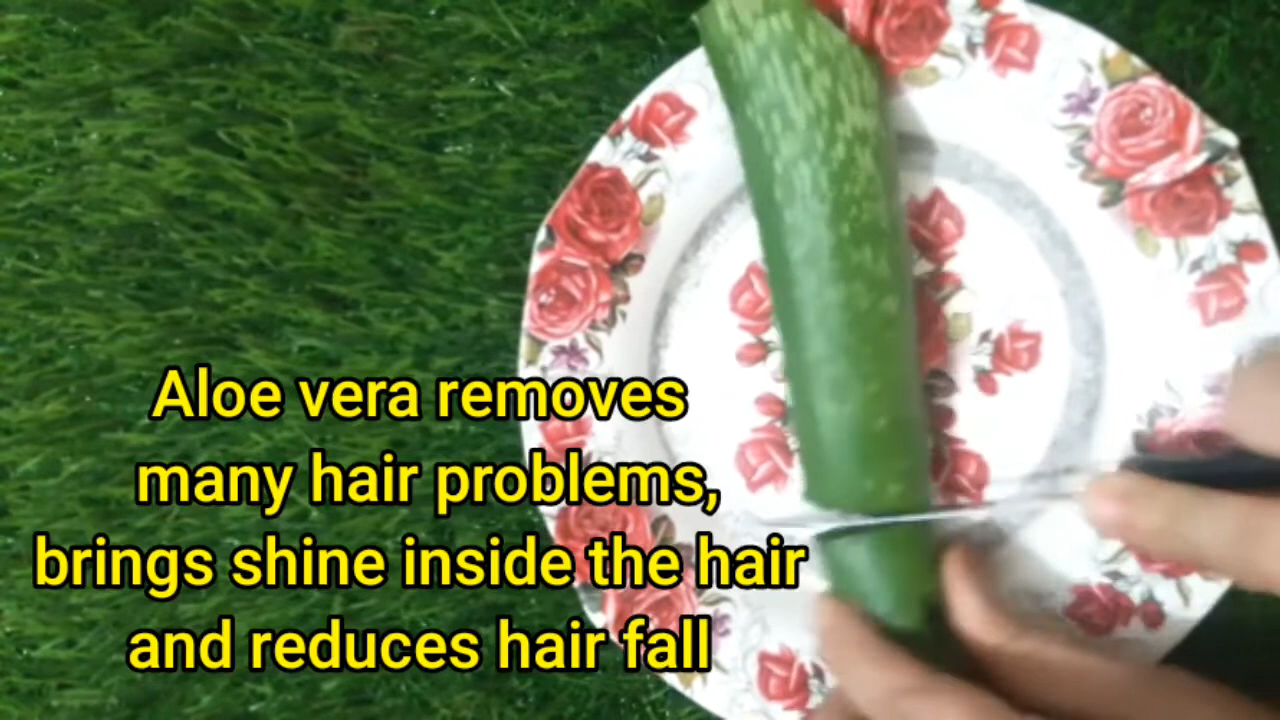 Aloe vera removes
many hair problems,
brings shine inside the hair
and reduces hair fall